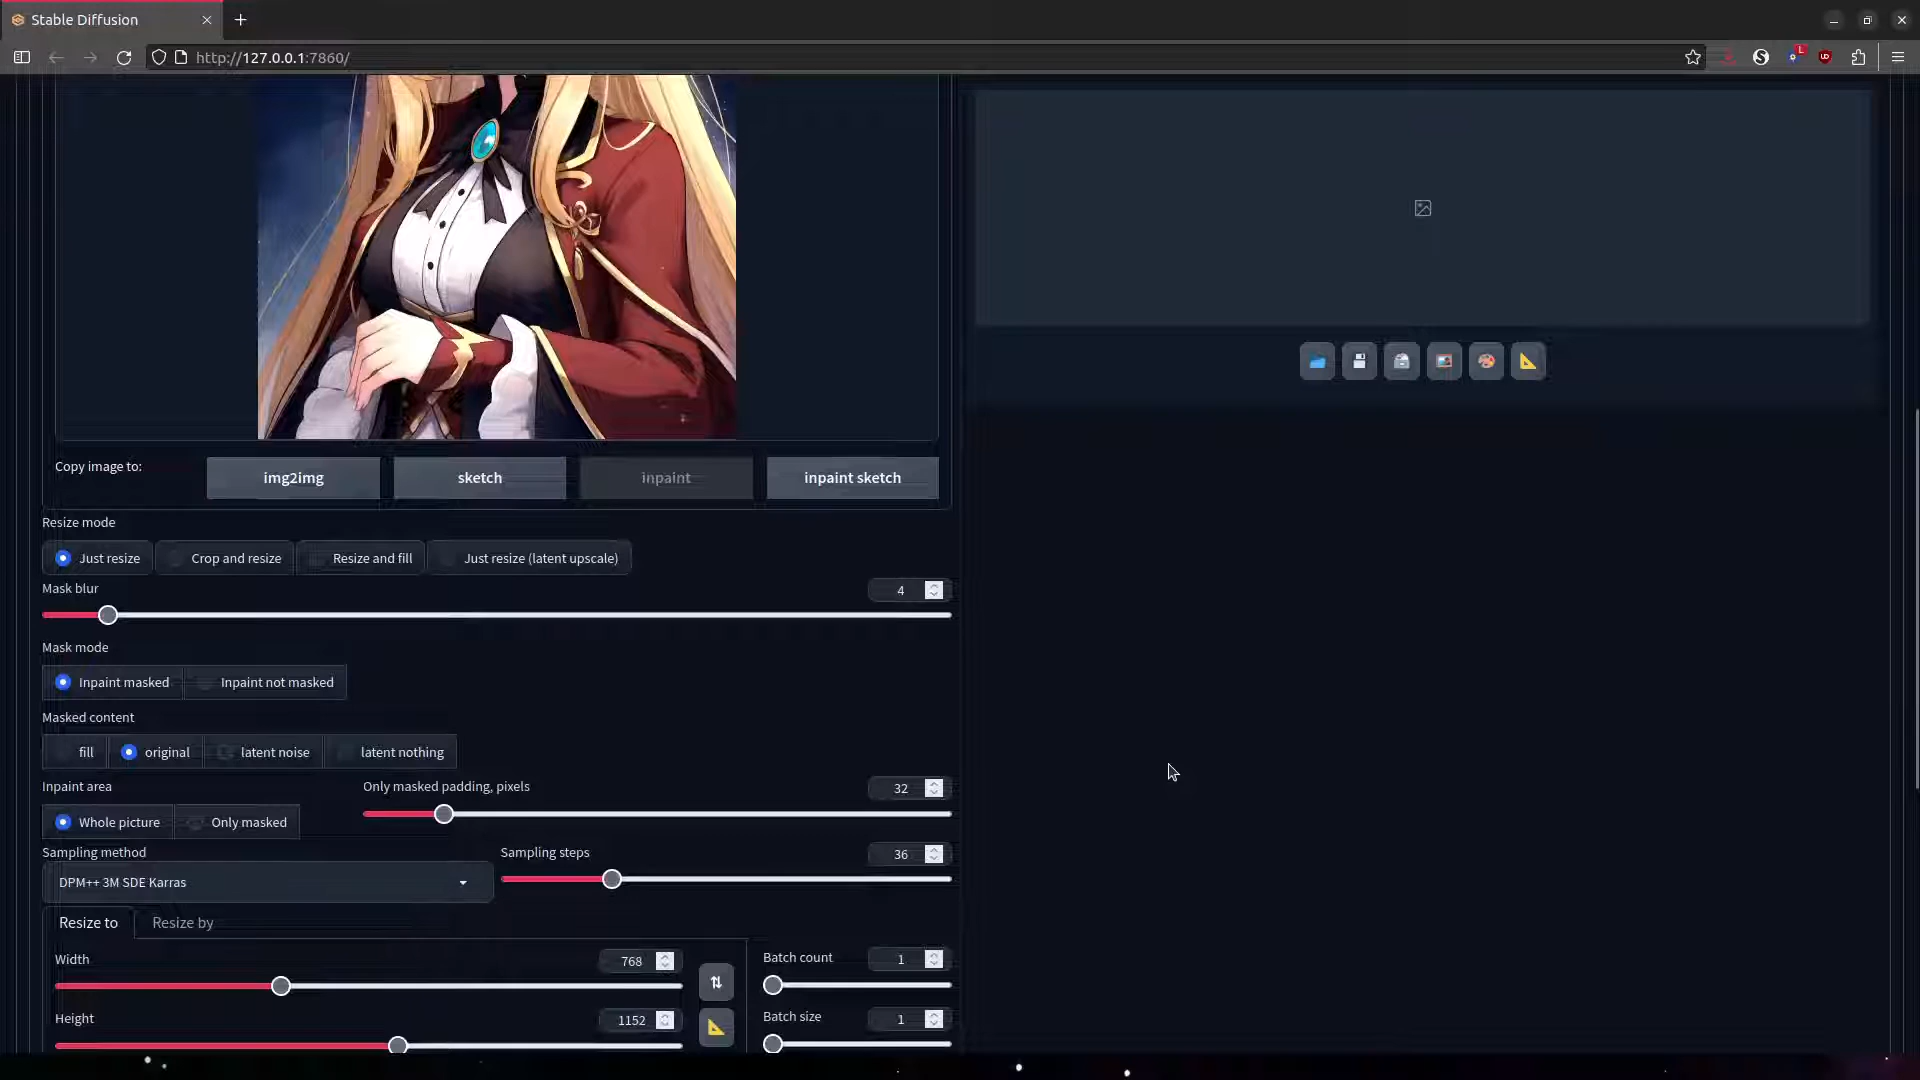 Stable Diffusion
http://127.0.0.1:7860/
Copy image to:
img2img
sketch
inpaint
inpaint sketch
Resize mode
Just resize
Crop and resize
Resize and fill
Just resize (latent upscale)
Mask blur
4
Mask mode
Inpaint masked
Inpaint not masked
Masked content
fill
original
latent noise
latent nothing
Inpaint area
Only masked padding, pixels
32
Whole picture
Only masked
Sampling method
Sampling steps
36
DPM++ 3M SDE Karras
Resize to
Resize by
Width
768
Batch count
1
Height
1152
Batch size
1